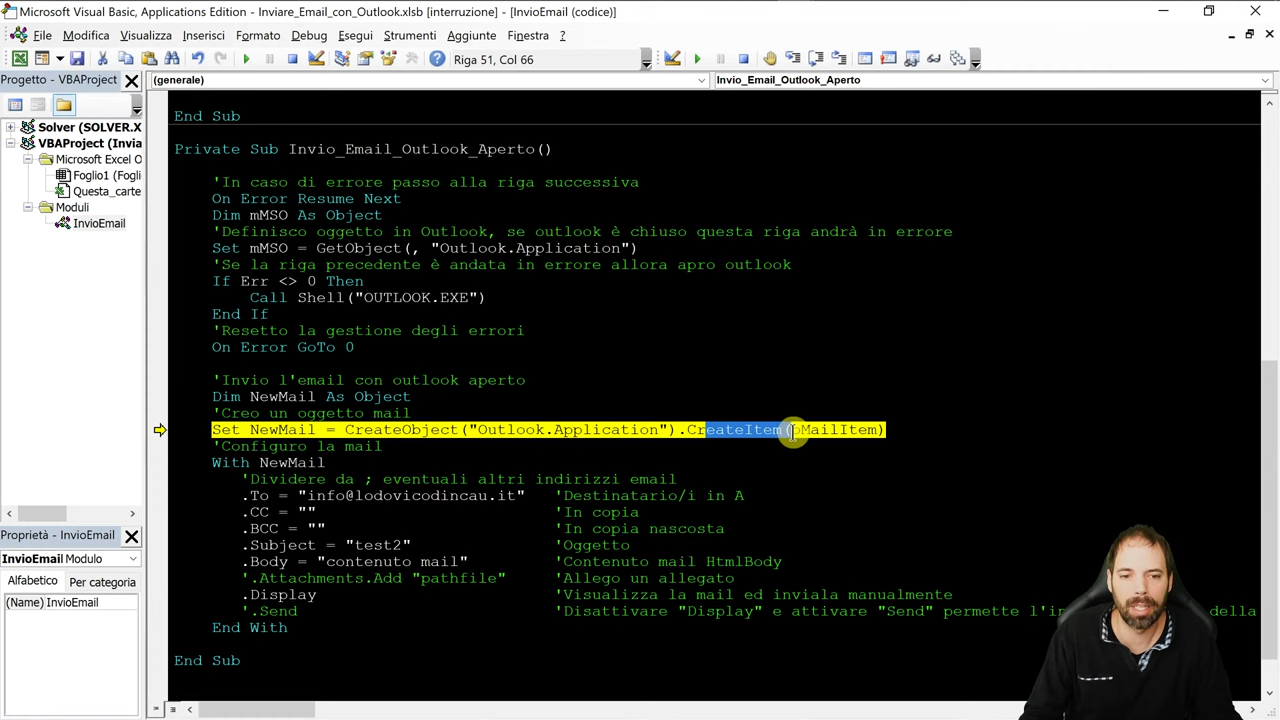 Microsoft Visual Basic, Applications Edition - Inviare_Email_con_Outlook.xlsb [interruzione] - [InvioEmail (codice)]
File Modifica Visualizza Inserisci Formato Debug Esegui Strumenti Aggiunte Finestra ?
Riga 51, Col 66
Progetto - VBAProject
(generale)
Invio_Email_Outlook_Aperto
Solver (SOLVER.X
VBAProject (Invia
Microsoft Excel O
Foglio1 (Fogli
Questa_carte
Moduli
InvioEmail
Proprietà - InvioEmail
InvioEmail Modulo
Alfabetico Per categoria
(Name) InvioEmail
End Sub
Private Sub Invio_Email_Outlook_Aperto()
'In caso di errore passo alla riga successiva
On Error Resume Next
Dim mMSO As Object
'Definisco oggetto in Outlook, se outlook è chiuso questa riga andrà in errore
Set mMSO = GetObject(, "Outlook.Application")
'Se la riga precedente è andata in errore allora apro outlook
If Err <> 0 Then
Call Shell("OUTLOOK.EXE")
End If
'Resetto la gestione degli errori
On Error GoTo 0
'Invio l'email con outlook aperto
Dim NewMail As Object
'Creo un oggetto mail
Set NewMail = CreateObject("Outlook.Application").CreateItem(oMailItem)
'Configuro la mail
With NewMail
'Dividere da ; eventuali altri indirizzi email
.To = "info@lodovicodincau.it" 'Destinatario/i in A
.CC = "" 'In copia
.BCC = "" 'In copia nascosta
.Subject = "test2" 'Oggetto
.Body = "contenuto mail" 'Contenuto mail HtmlBody
'.Attachments.Add "pathfile" 'Allego un allegato
.Display 'Visualizza la mail ed inviala manualmente
'.Send 'Disattivare "Display" e attivare "Send" permette l'in della
End With
End Sub